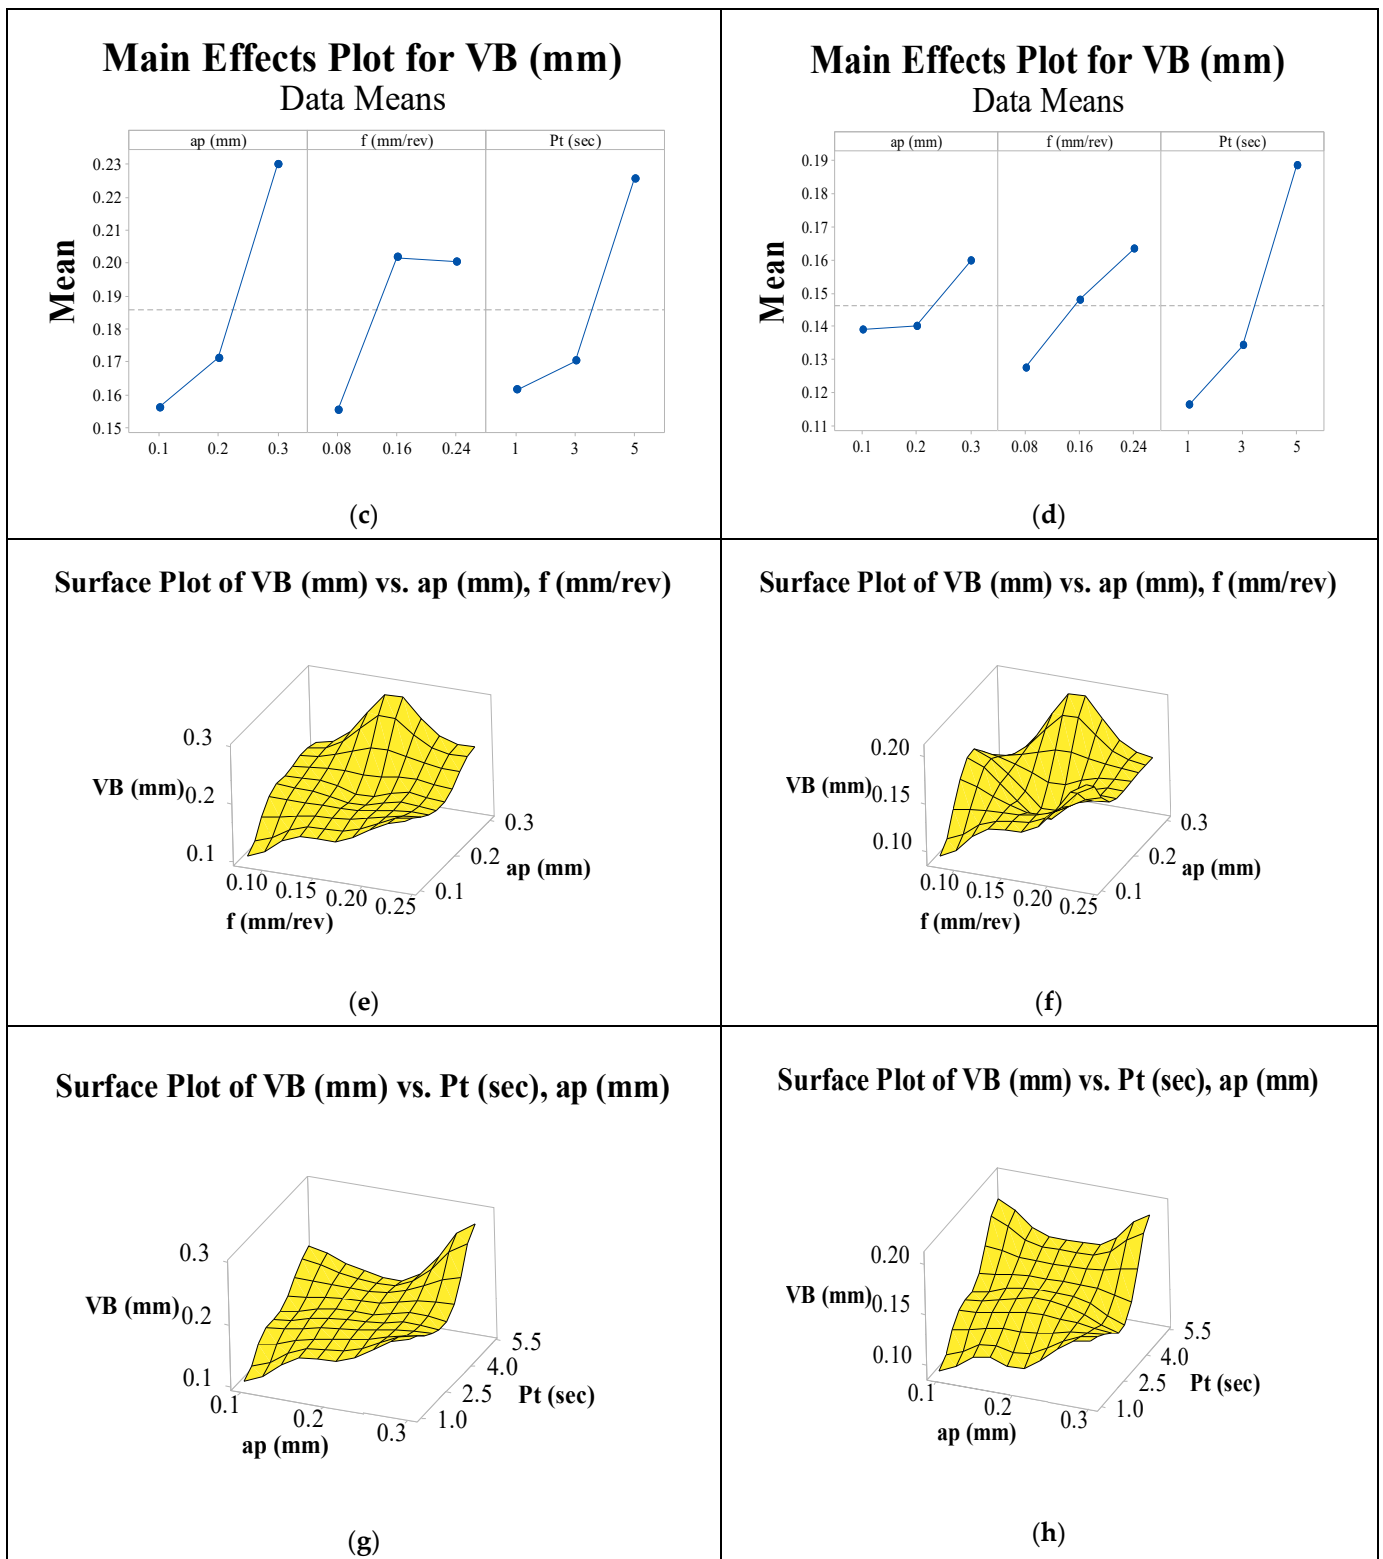 Main Effects Plot for VB (mm)
Data Means
ap (mm) f (mm/rev) Pt (sec)
0.23
0.22
0.21
0.20
0.19
0.18
0.17
0.16
0.15
Mean
0.1 0.2 0.3 0.08 0.16 0.24 1 3 5
(c)
Main Effects Plot for VB (mm)
Data Means
ap (mm) f (mm/rev) Pt (sec)
0.19
0.18
0.17
0.16
0.15
0.14
0.13
0.12
0.11
Mean
0.1 0.2 0.3 0.08 0.16 0.24 1 3 5
(d)
Surface Plot of VB (mm) vs. ap (mm), f (mm/rev)
0.3
VB (mm) 0.2
0.1
0.10 0.15 0.20 0.25
f (mm/rev)
0.3
0.2
0.1
ap (mm)
(e)
Surface Plot of VB (mm) vs. ap (mm), f (mm/rev)
0.20
VB (mm) 0.15
0.10
0.10 0.15 0.20 0.25
f (mm/rev)
0.3
0.2
0.1
ap (mm)
(f)
Surface Plot of VB (mm) vs. Pt (sec), ap (mm)
0.3
VB (mm) 0.2
0.1
0.1 0.2 0.3
ap (mm)
5.5
4.0
2.5
1.0
Pt (sec)
(g)
Surface Plot of VB (mm) vs. Pt (sec), ap (mm)
0.20
VB (mm) 0.15
0.10
0.1 0.2 0.3
ap (mm)
5.5
4.0
2.5
1.0
Pt (sec)
(h)